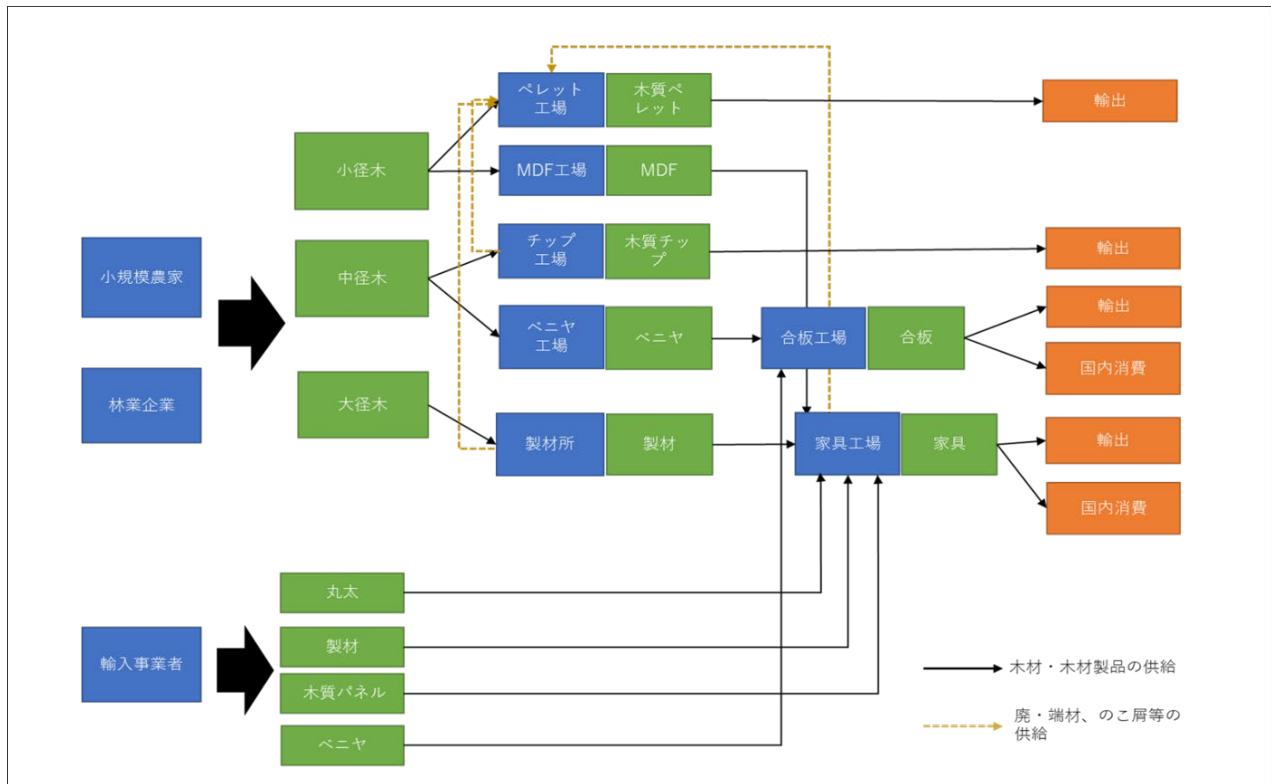 ペレット
工場
木質ペ
レット
輸出
小径木
MDF工場
MDF
小規模農家
中径木
チップ
工場
木質チッ
プ
輸出
ベニヤ
工場
ベニヤ
合板工場
合板
輸出
国内消費
林業企業
大径木
製材所
製材
家具工場
家具
輸出
国内消費
丸太
輸入事業者
製材
木質パネル
ベニヤ
木材・木材製品の供給
廃・端材、のこ屑等の
供給